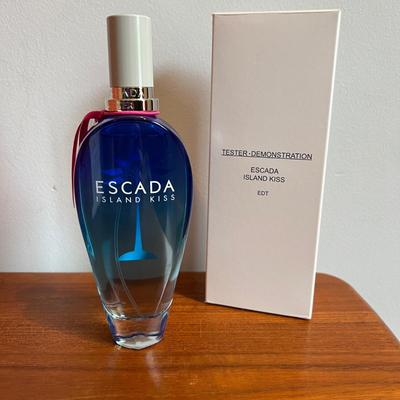 ESCADA
ISLAND KISS
TESTER-DEMONSTRATION
ESCADA
ISLAND KISS
EDT